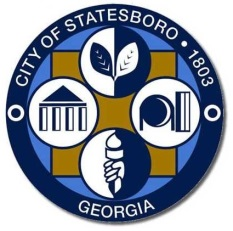 CITY OF STATESBORO • 1803
GEORGIA